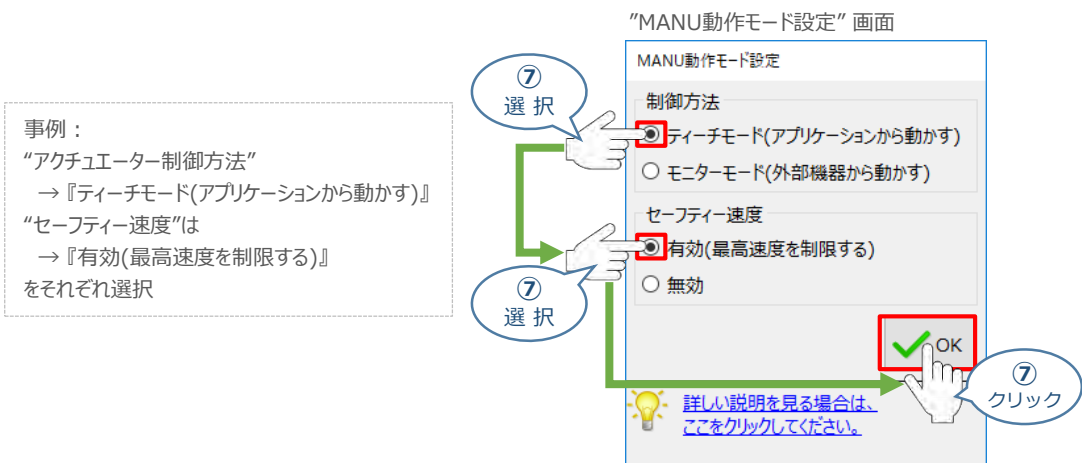 ”MANU動作モード設定” 画面
MANU動作モード設定
⑦
選 択
制御方法
ティーチモード(アプリケーションから動かす)
モニターモード(外部機器から動かす)
事例：
“アクチュエーター制御方法”
→『ティーチモード(アプリケーションから動かす)』
“セーフティー速度”は
→『有効(最高速度を制限する)』
をそれぞれ選択
セーフティー速度
有効(最高速度を制限する)
無効
⑦
選 択
OK
⑦
クリック
詳しい説明を見る場合は、
ここをクリックしてください。